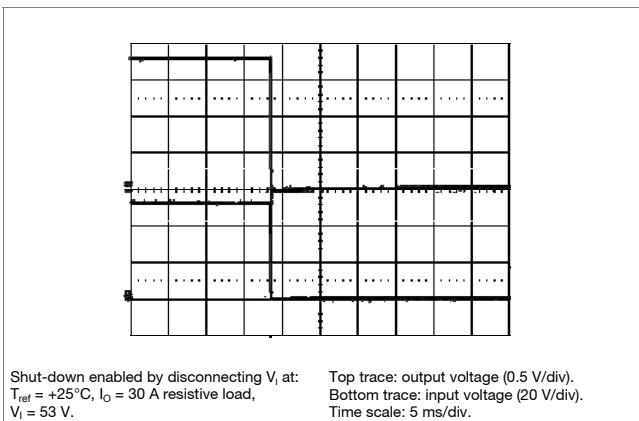 Shut-down enabled by disconnecting VI at:
Tref = +25°C, IO = 30 A resistive load,
VI = 53 V.
Top trace: output voltage (0.5 V/div).
Bottom trace: input voltage (20 V/div).
Time scale: 5 ms/div.